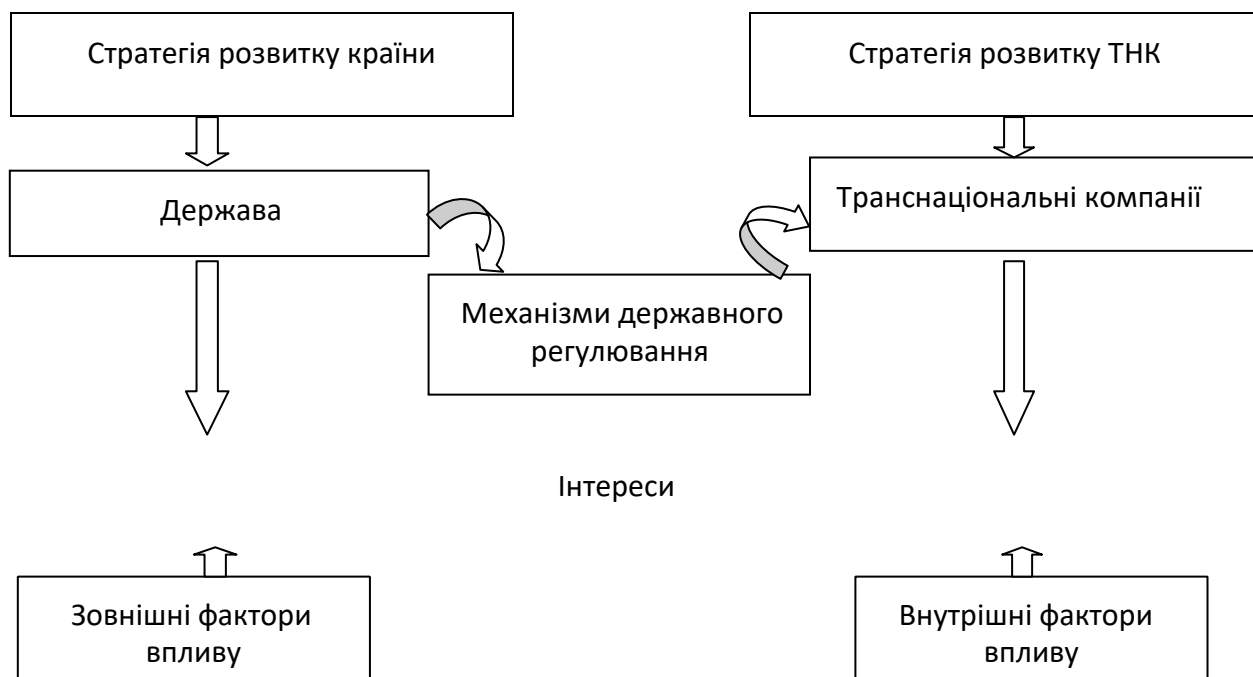 Стратегія розвитку країни
Стратегія розвитку ТНК
Держава
Транснаціональні компанії
Механізми державного
регулювання
Інтереси
Зовнішні фактори
впливу
Внутрішні фактори
впливу